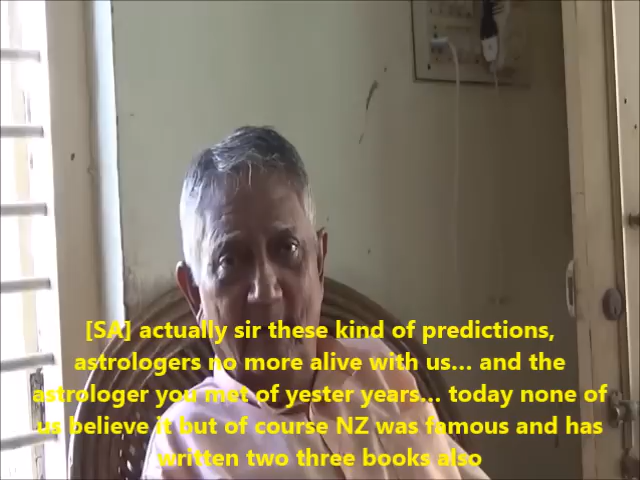 [SA] actually sir these kind of predictions,
astrologers no more alive with us... and the
astrologer you met of yester years... today none of
us believe it but of course NZ was famous and has
written two three books also